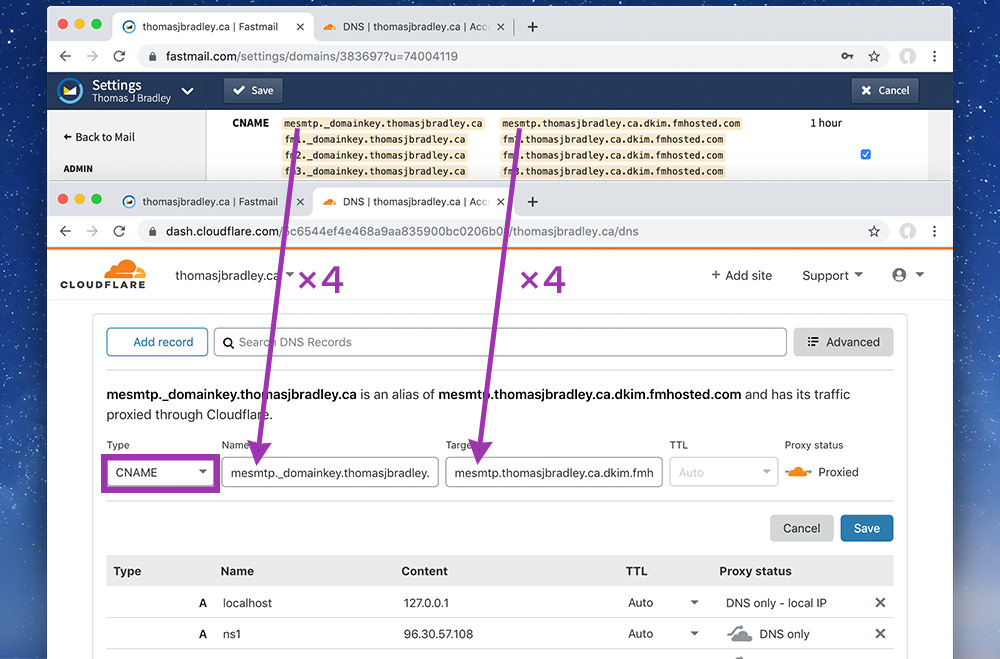 thomasjbradley.ca | Fastmail
DNS | thomasjbradley.ca | Acc
fastmail.com/settings/domains/383697?u=74004119
Settings
Thomas J Bradley
Save
Cancel
Back to Mail
ADMIN
CNAME mesmtp._domainkey.thomasjbradley.ca mesmtp.thomasjbradley.ca.dkim.fmhosted.com 1 hour
fm1._domainkey.thomasjbradley.ca fm1.thomasjbradley.ca.dkim.fmhosted.com
fm2._domainkey.thomasjbradley.ca fm2.thomasjbradley.ca.dkim.fmhosted.com
fm3._domainkey.thomasjbradley.ca fm3.thomasjbradley.ca.dkim.fmhosted.com
thomasjbradley.ca | Fastmail
DNS | thomasjbradley.ca | Acc
dash.cloudflare.com/ /thomasjbradley.ca/dns
CLOUDFLARE
thomasjbradley.ca
×4
×4
+ Add site
Support
Add record
Search DNS Records
Advanced
mesmtp._domainkey.thomasjbradley.ca is an alias of mesmtp.thomasjbradley.ca.dkim.fmhosted.com and has its traffic
proxied through Cloudflare.
Type Name Target TTL Proxy status
CNAME mesmtp._domainkey.thomasjbradley. mesmtp.thomasjbradley.ca.dkim.fmh Auto Proxied
Cancel
Save
Type Name Content TTL Proxy status
A localhost 127.0.0.1 Auto DNS only - local IP
A ns1 96.30.57.108 Auto DNS only